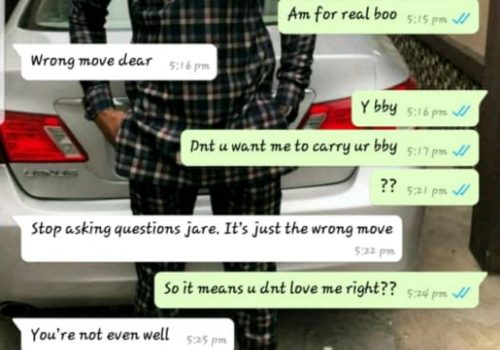 Am for real boo 5:15 pm
Wrong move dear 5:16 pm
Y bby 5:16 pm
Dnt u want me to carry ur bby 5:17 pm
?? 5:21 pm
Stop asking questions jare. It's just the wrong move
5:22 pm
So it means u dnt love me right?? 5:24 pm
You're not even well 5:25 pm
LEXUS